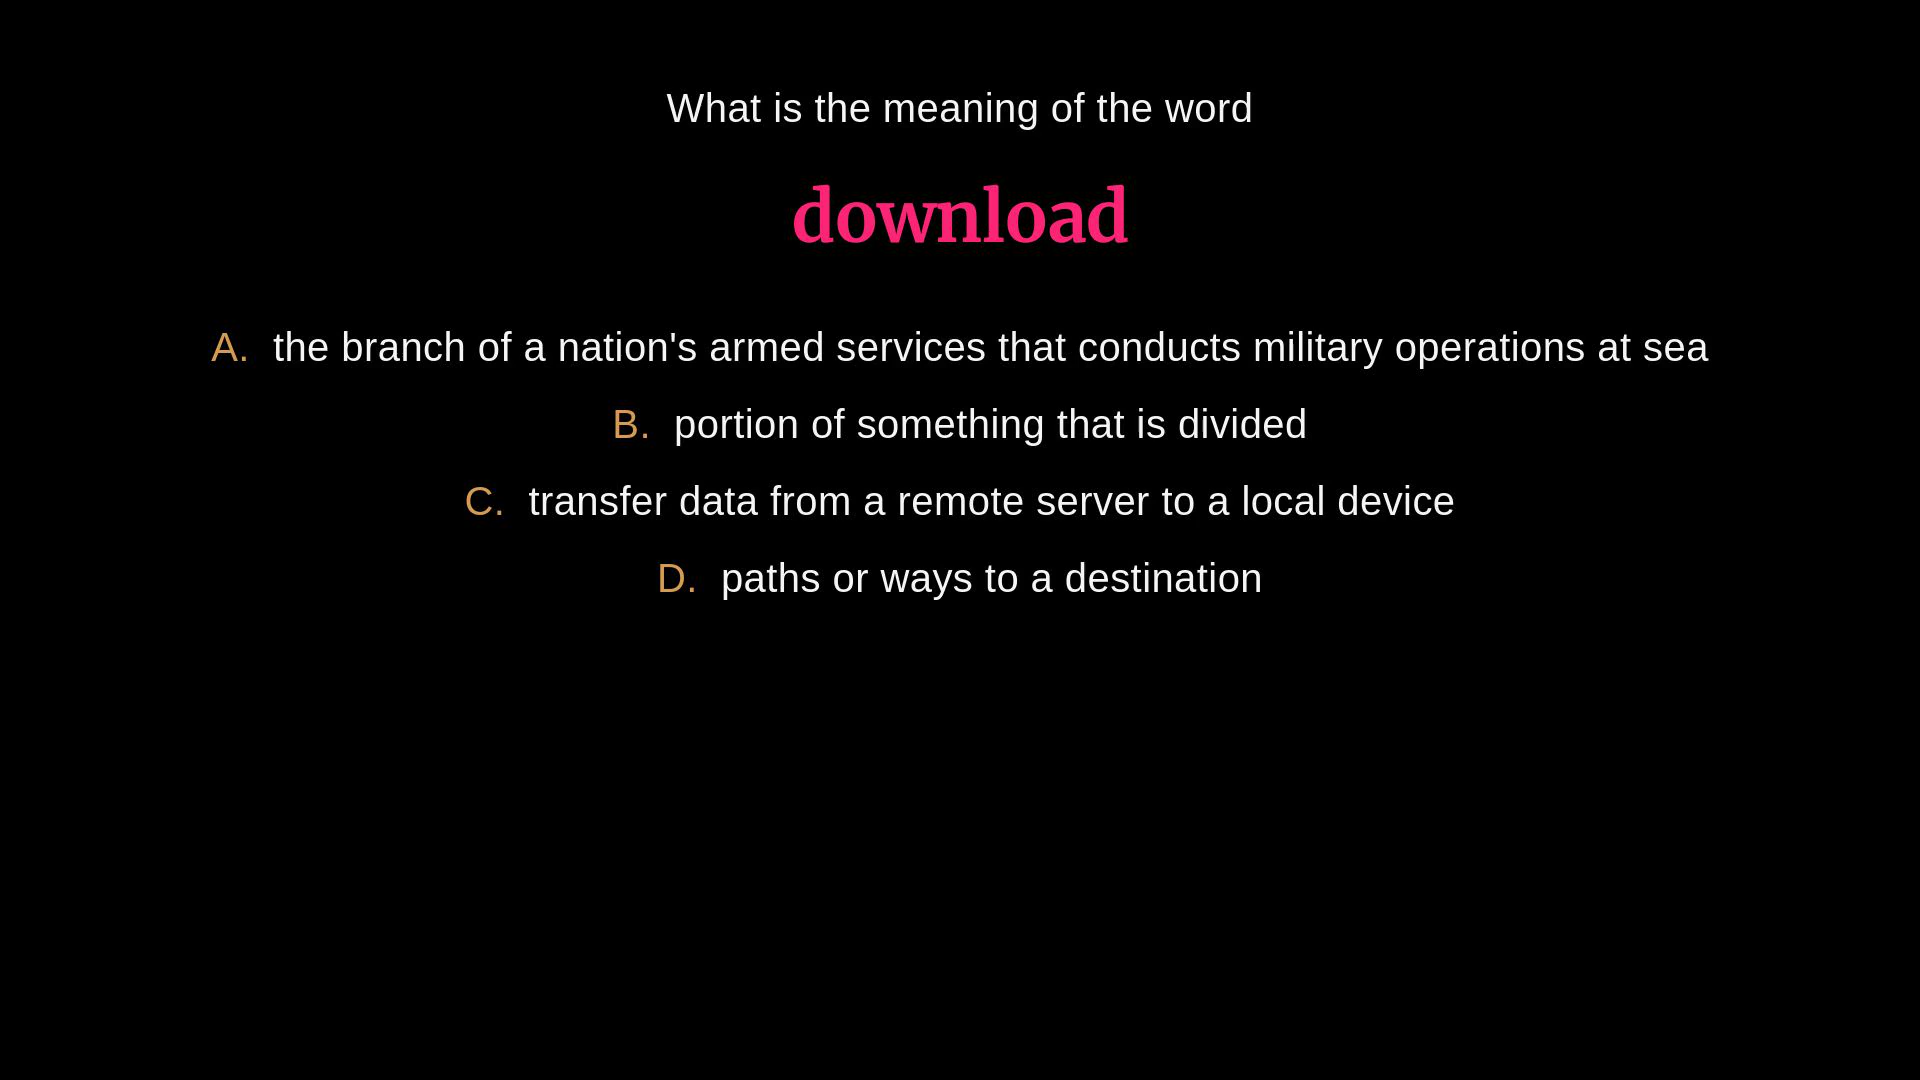 What is the meaning of the word
download
A. the branch of a nation's armed services that conducts military operations at sea
B. portion of something that is divided
C. transfer data from a remote server to a local device
D. paths or ways to a destination